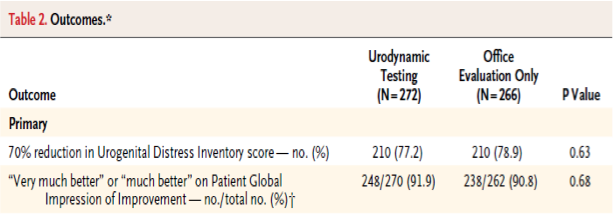 Table 2. Outcomes.*
Outcome Urodynamic Testing (N=272) Office Evaluation Only (N=266) P Value
Primary
70% reduction in Urogenital Distress Inventory score — no. (%) 210 (77.2) 210 (78.9) 0.63
“Very much better” or “much better” on Patient Global 248/270 (91.9) 238/262 (90.8) 0.68
Impression of Improvement — no./total no. (%)†